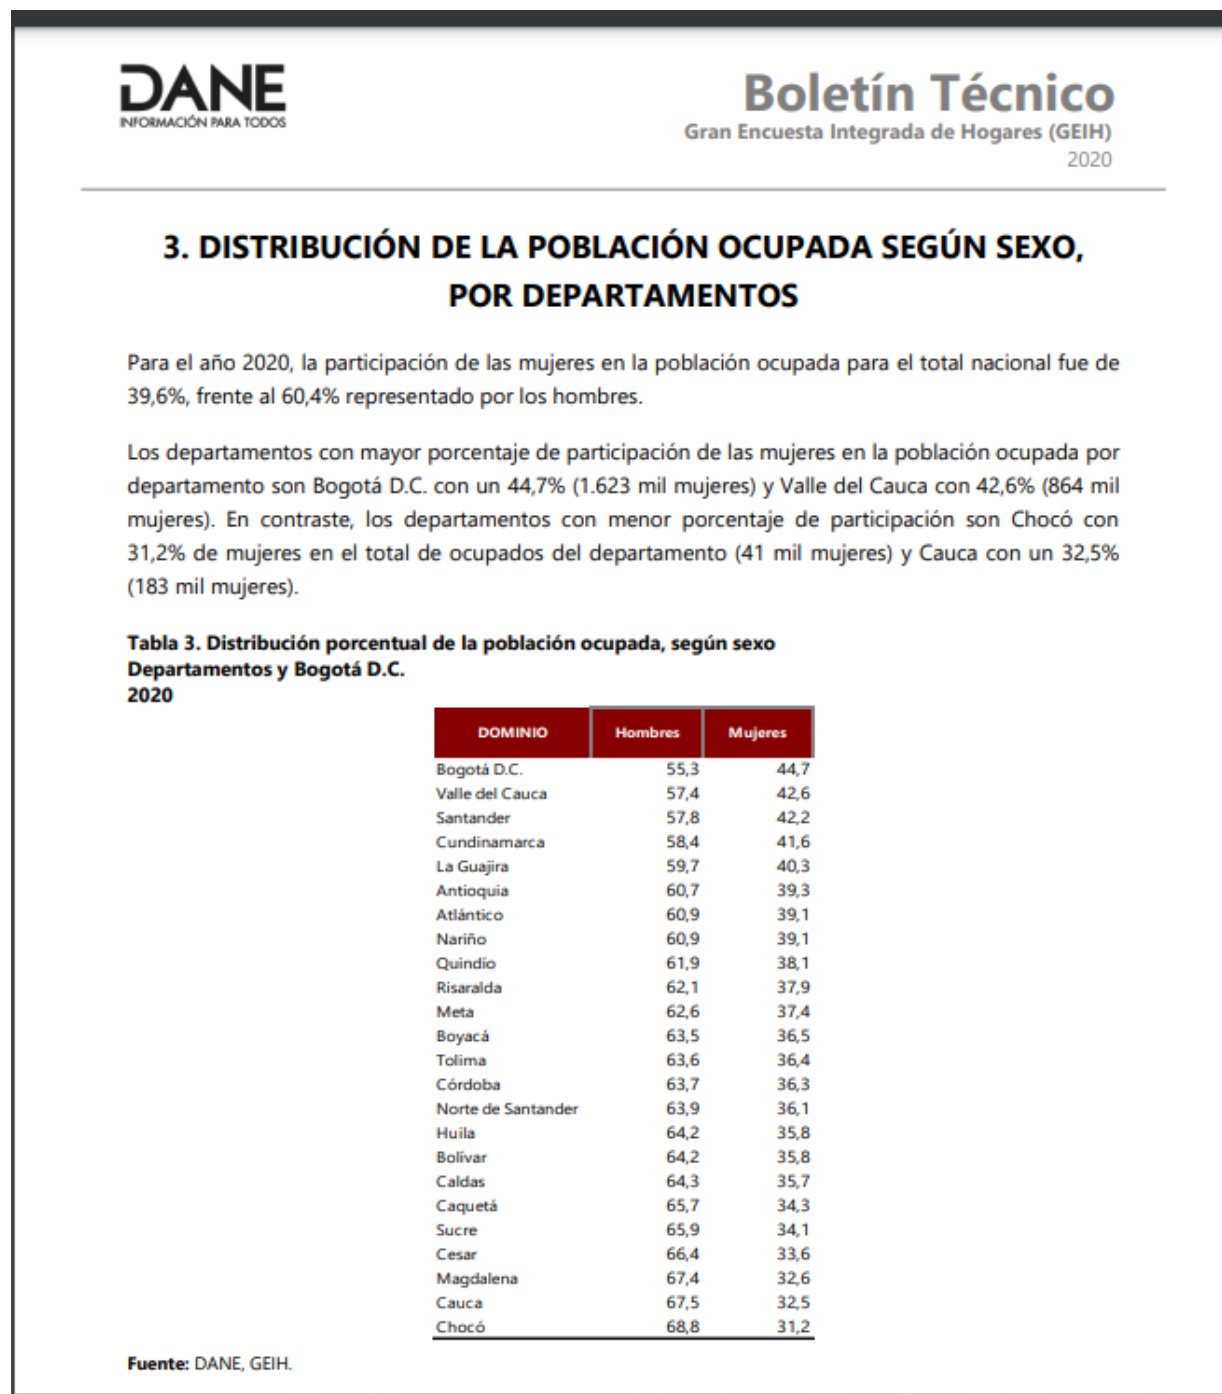 DANE
INFORMACIÓN PARA TODOS
Boletín Técnico
Gran Encuesta Integrada de Hogares (GEIH)
2020
3. DISTRIBUCIÓN DE LA POBLACIÓN OCUPADA SEGÚN SEXO,
POR DEPARTAMENTOS
Para el año 2020, la participación de las mujeres en la población ocupada para el total nacional fue de
39,6%, frente al 60,4% representado por los hombres.
Los departamentos con mayor porcentaje de participación de las mujeres en la población ocupada por
departamento son Bogotá D.C. con un 44,7% (1.623 mil mujeres) y Valle del Cauca con 42,6% (864 mil
mujeres). En contraste, los departamentos con menor porcentaje de participación son Chocó con
31,2% de mujeres en el total de ocupados del departamento (41 mil mujeres) y Cauca con un 32,5%
(183 mil mujeres).
Tabla 3. Distribución porcentual de la población ocupada, según sexo
Departamentos y Bogotá D.C.
2020
DOMINIO Hombres Mujeres
Bogotá D.C. 55,3 44,7
Valle del Cauca 57,4 42,6
Santander 57,8 42,2
Cundinamarca 58,4 41,6
La Guajira 59,7 40,3
Antioquia 60,7 39,3
Atlántico 60,9 39,1
Nariño 60,9 39,1
Quindío 61,9 38,1
Risaralda 62,1 37,9
Meta 62,6 37,4
Boyacá 63,5 36,5
Tolima 63,6 36,4
Córdoba 63,7 36,3
Norte de Santander 63,9 36,1
Huila 64,2 35,8
Bolívar 64,2 35,8
Caldas 64,3 35,7
Caquetá 65,7 34,3
Sucre 65,9 34,1
Cesar 66,4 33,6
Magdalena 67,4 32,6
Cauca 67,5 32,5
Chocó 68,8 31,2
Fuente: DANE, GEIH.